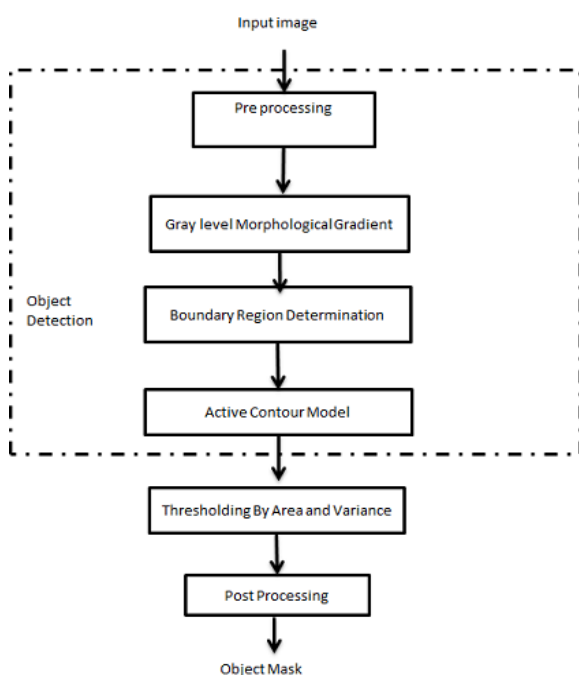 Input image
Pre processing
Gray level Morphological Gradient
Object
Detection
Boundary Region Determination
Active Contour Model
Thresholding By Area and Variance
Post Processing
Object Mask